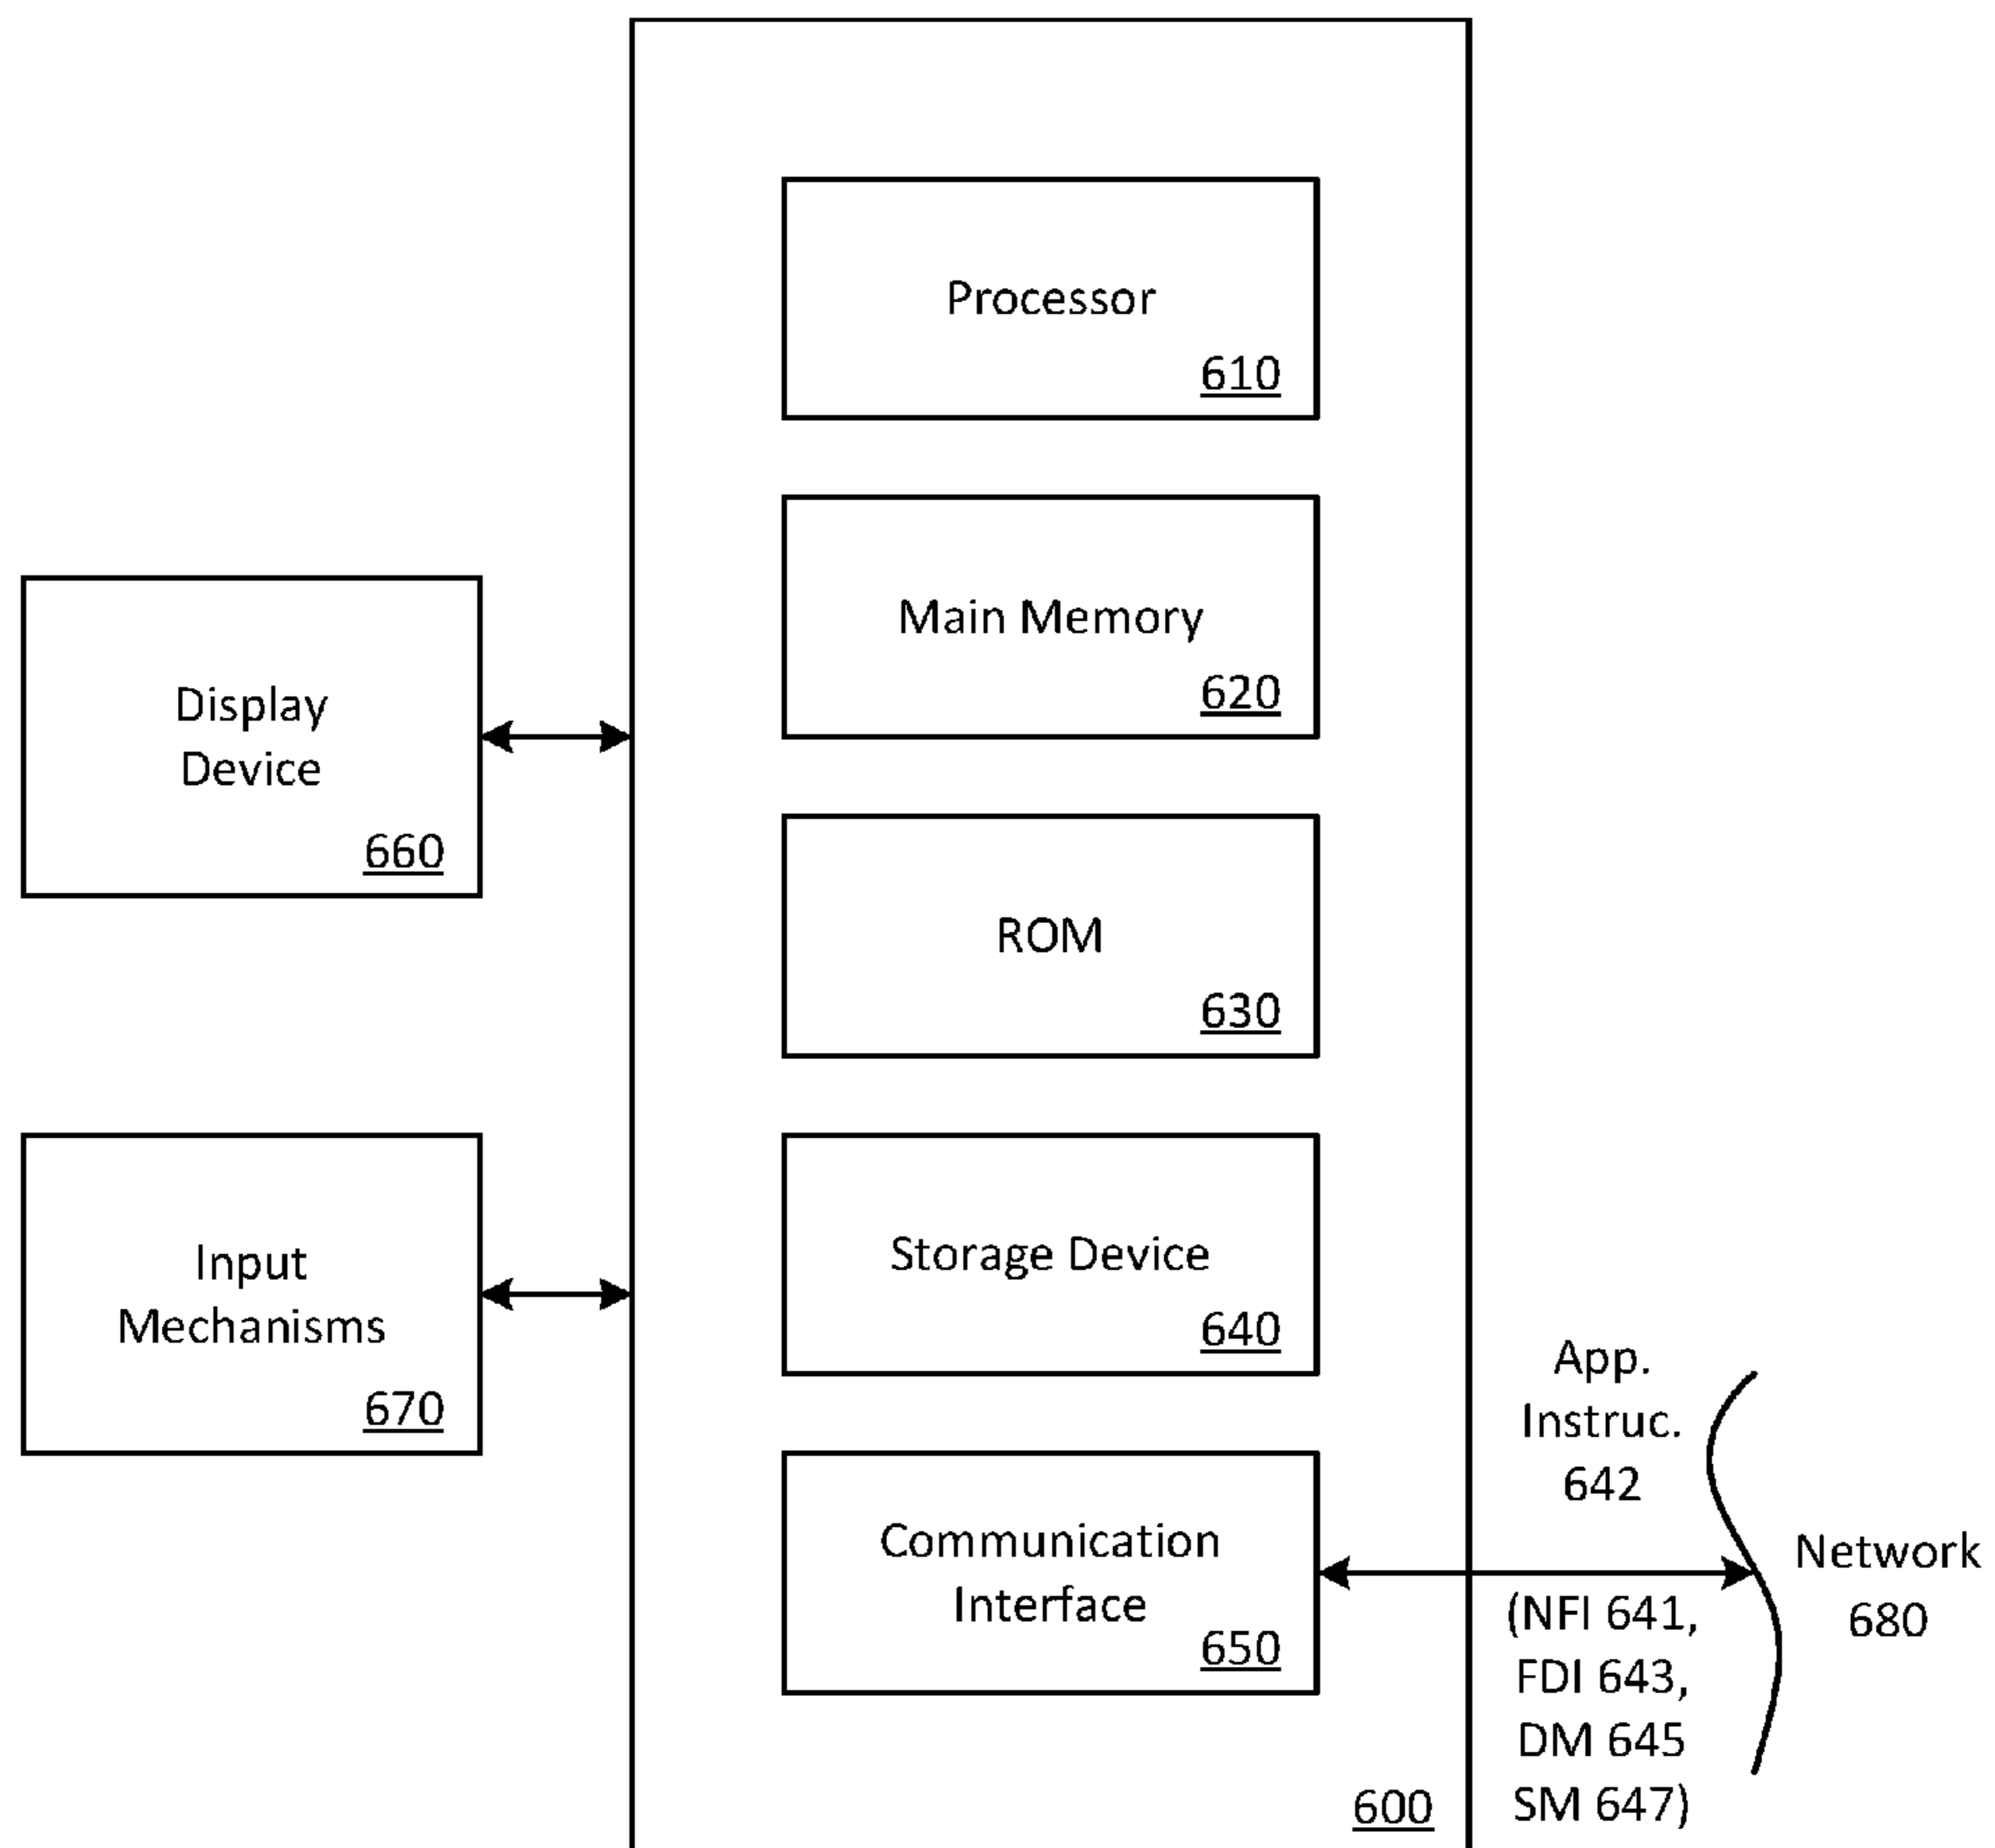 Processor
610
Main Memory
620
Display
Device
660
ROM
630
Input
Mechanisms
670
Storage Device
640
Communication
Interface
650
App.
Instruc.
642
(NFI 641,
FDI 643,
DM 645
SM 647)
Network
680
600